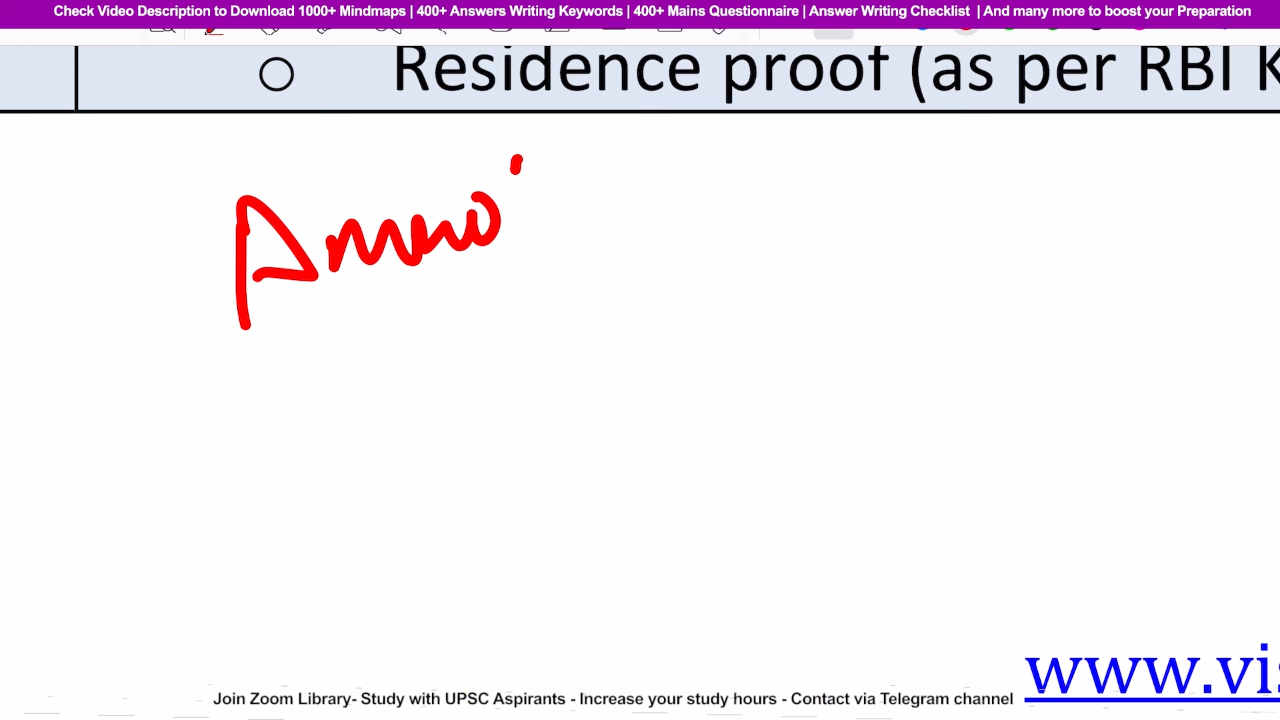 Check Video Description to Download 1000+ Mindmaps | 400+ Answers Writing Keywords | 400+ Mains Questionnaire | Answer Writing Checklist | And many more to boost your Preparation
○ Residence proof (as per RBI K
www.vis
Join Zoom Library- Study with UPSC Aspirants - Increase your study hours - Contact via Telegram channel